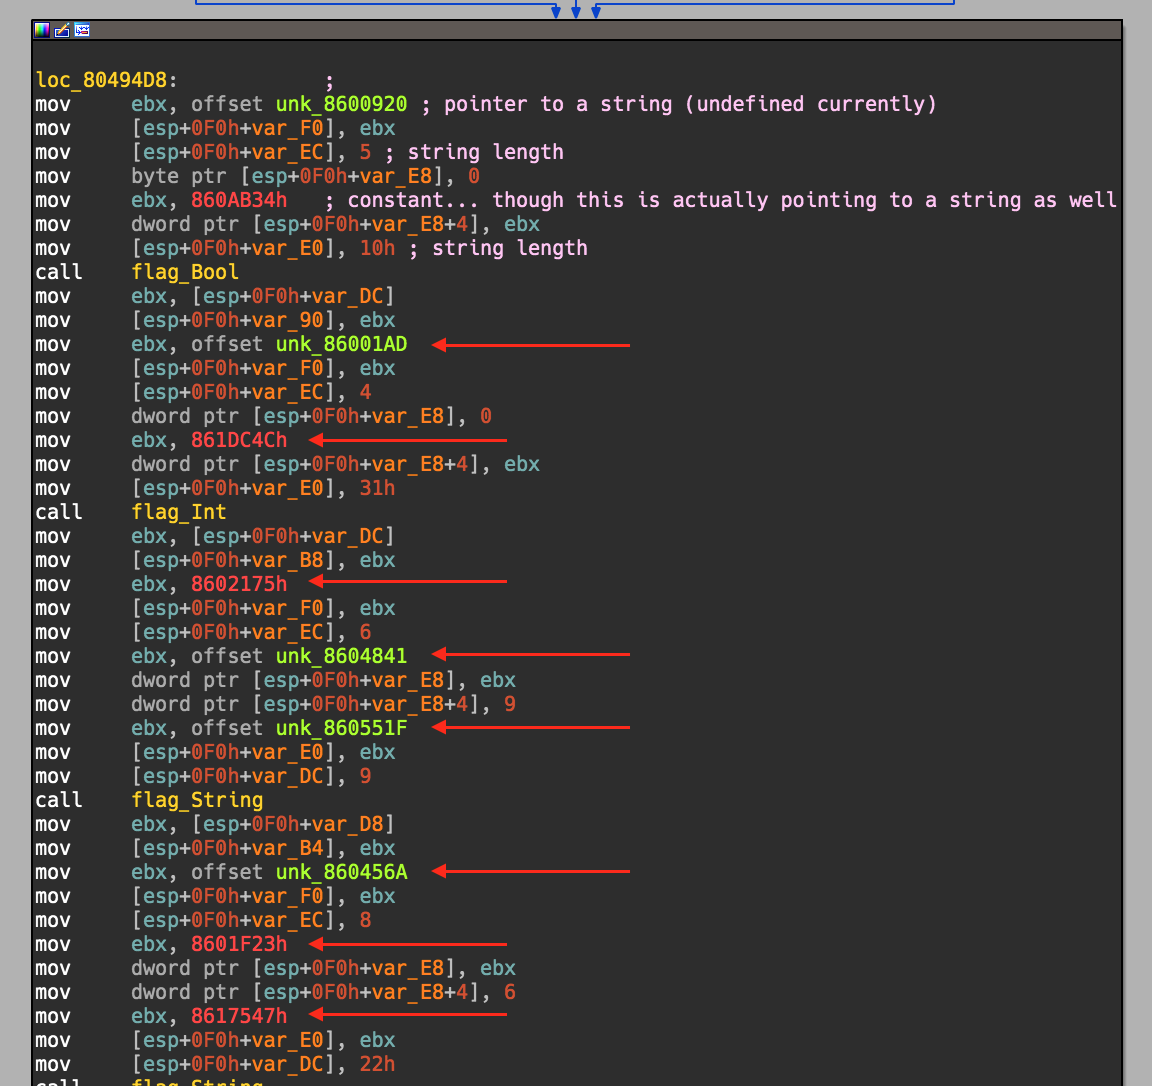 loc_80494D8: ;
mov ebx, offset unk_8600920 ; pointer to a string (undefined currently)
mov [esp+0F0h+var_F0], ebx
mov [esp+0F0h+var_EC], 5 ; string length
mov byte ptr [esp+0F0h+var_E8], 0
mov ebx, 860AB34h ; constant... though this is actually pointing to a string as well
mov dword ptr [esp+0F0h+var_E8+4], ebx
mov [esp+0F0h+var_E0], 10h ; string length
call flag_Bool
mov ebx, [esp+0F0h+var_DC]
mov [esp+0F0h+var_90], ebx
mov ebx, offset unk_86001AD
mov [esp+0F0h+var_F0], ebx
mov [esp+0F0h+var_EC], 4
mov dword ptr [esp+0F0h+var_E8], 0
mov ebx, 861DC4Ch
mov dword ptr [esp+0F0h+var_E8+4], ebx
mov [esp+0F0h+var_E0], 31h
call flag_Int
mov ebx, [esp+0F0h+var_DC]
mov [esp+0F0h+var_B8], ebx
mov ebx, 8602175h
mov [esp+0F0h+var_F0], ebx
mov [esp+0F0h+var_EC], 6
mov ebx, offset unk_8604841
mov dword ptr [esp+0F0h+var_E8], ebx
mov dword ptr [esp+0F0h+var_E8+4], 9
mov ebx, offset unk_860551F
mov [esp+0F0h+var_E0], ebx
mov [esp+0F0h+var_DC], 9
call flag_String
mov ebx, [esp+0F0h+var_D8]
mov [esp+0F0h+var_B4], ebx
mov ebx, offset unk_860456A
mov [esp+0F0h+var_F0], ebx
mov [esp+0F0h+var_EC], 8
mov ebx, 8601F23h
mov dword ptr [esp+0F0h+var_E8], ebx
mov dword ptr [esp+0F0h+var_E8+4], 6
mov ebx, 8617547h
mov [esp+0F0h+var_E0], ebx
mov [esp+0F0h+var_DC], 22h
call flag_String